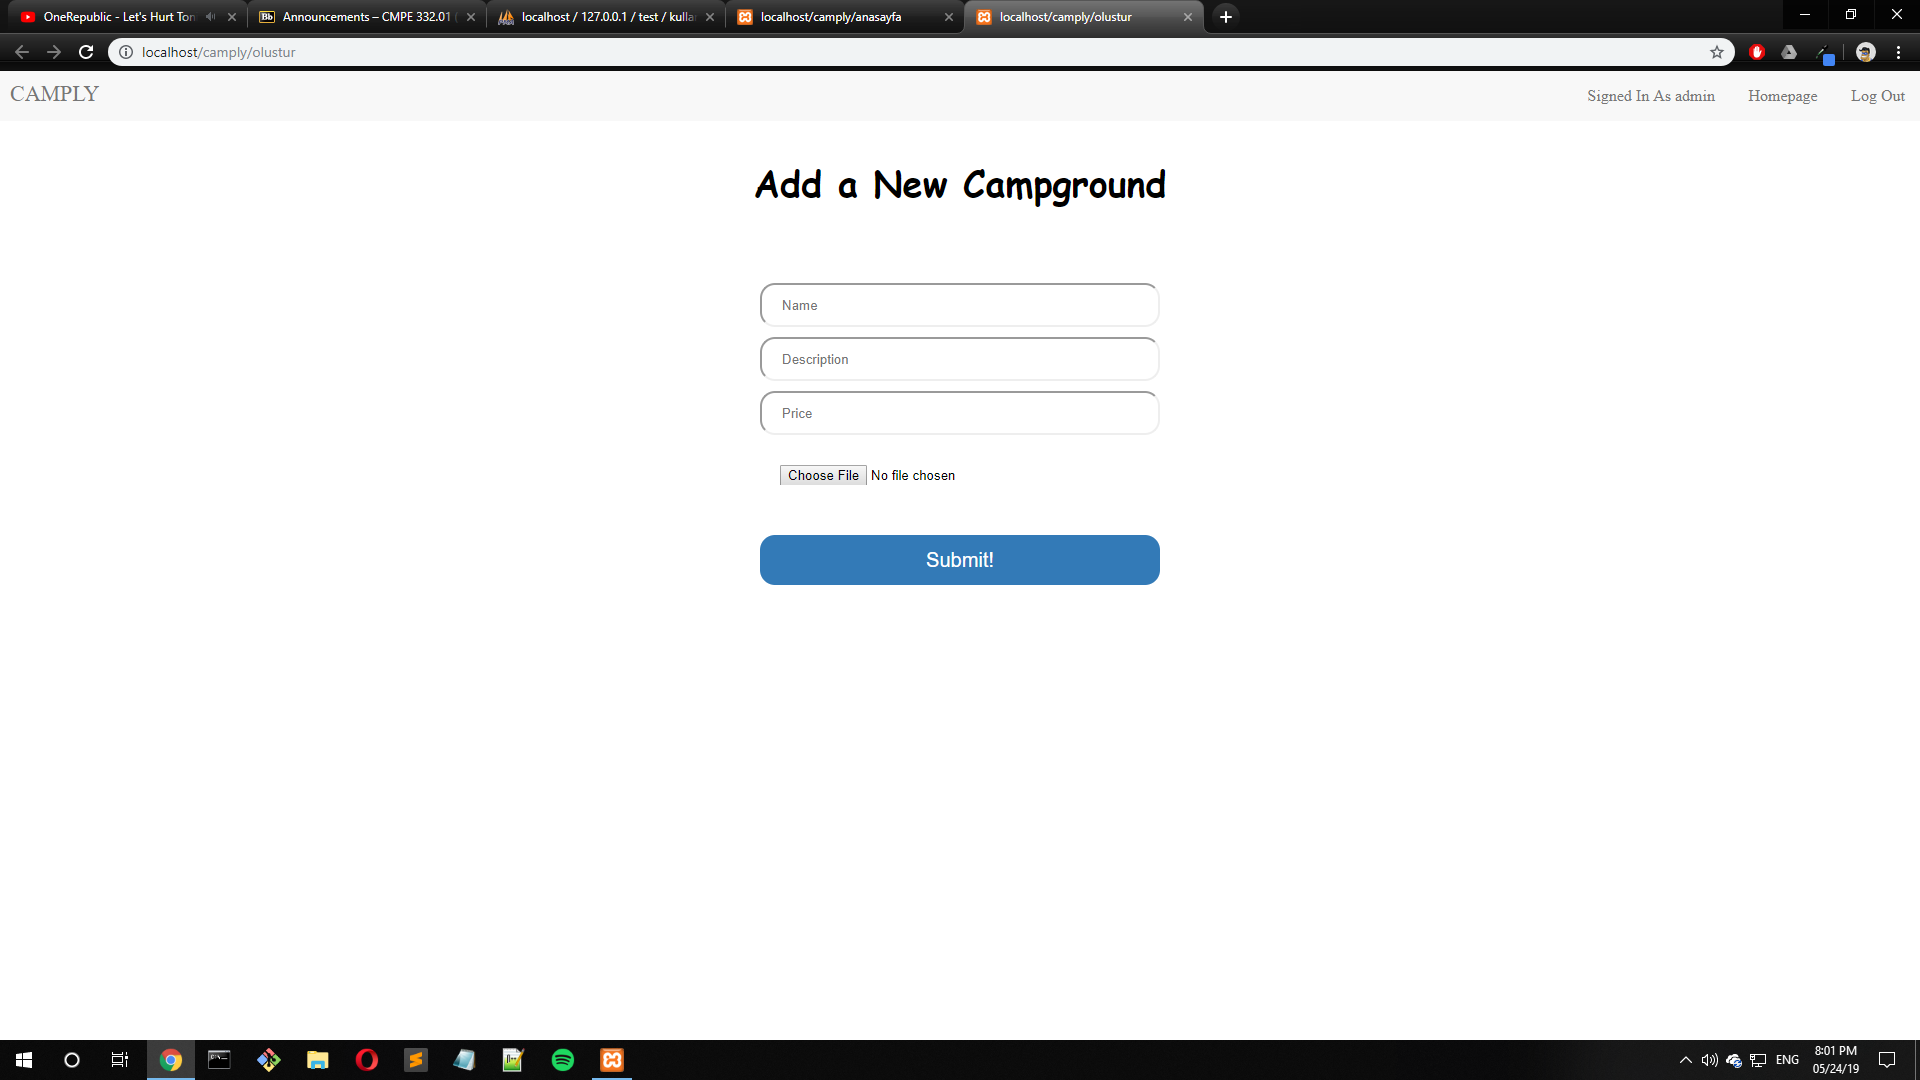 OneRepublic - Let's Hurt Ton
Bb Announcements – CMPE 332.01 (
localhost / 127.0.0.1 / test / kulla
localhost/camply/anasayfa
localhost/camply/olustur
localhost/camply/olustur
CAMPLY Signed In As admin Homepage Log Out
Add a New Campground
Name
Description
Price
Choose File No file chosen
Submit!
ENG
8:01 PM
05/24/19